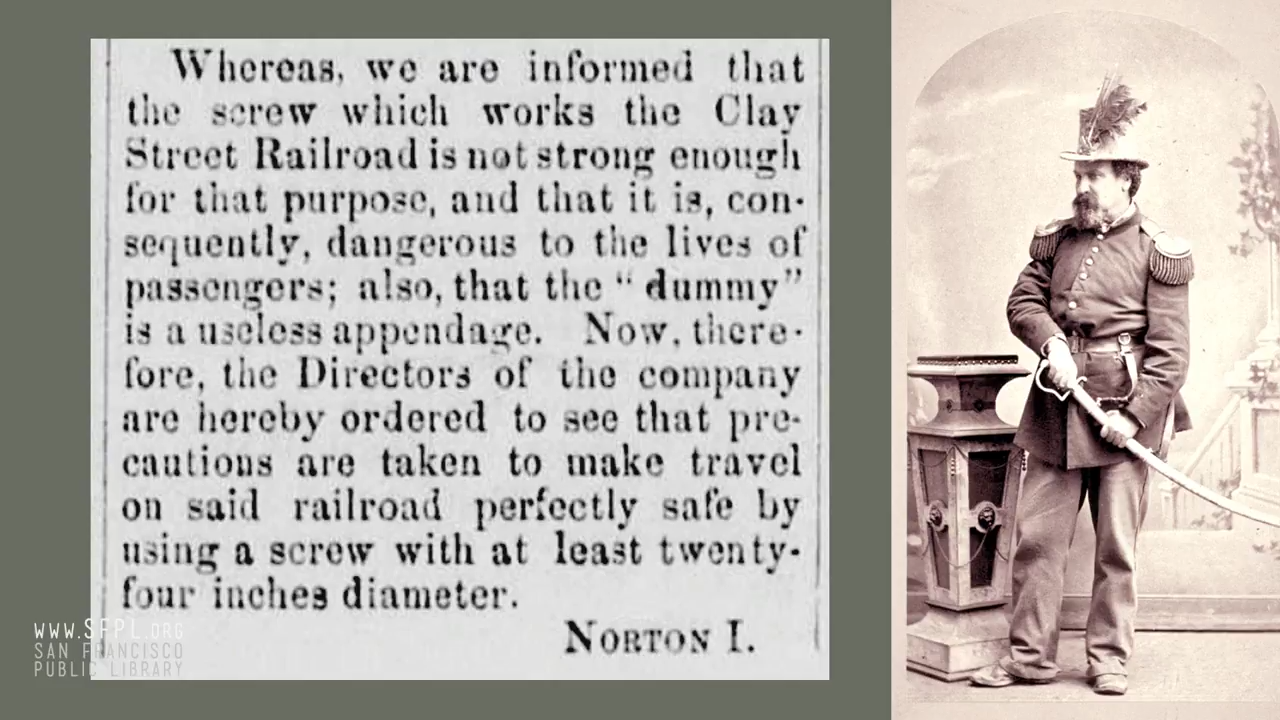 Whereas, we are informed that
the screw which works the Clay
Street Railroad is not strong enough
for that purpose, and that it is, con-
sequently, dangerous to the lives of
passengers; also, that the “ dummy”
is a useless appendage. Now, there-
fore, the Directors of the company
are hereby ordered to see that pre-
cautions are taken to make travel
on said railroad perfectly safe by
using a screw with at least twenty-
four inches diameter.
NORTON I.
WWW.SFPL.ORG
SAN FRANCISCO
PUBLIC LIBRARY